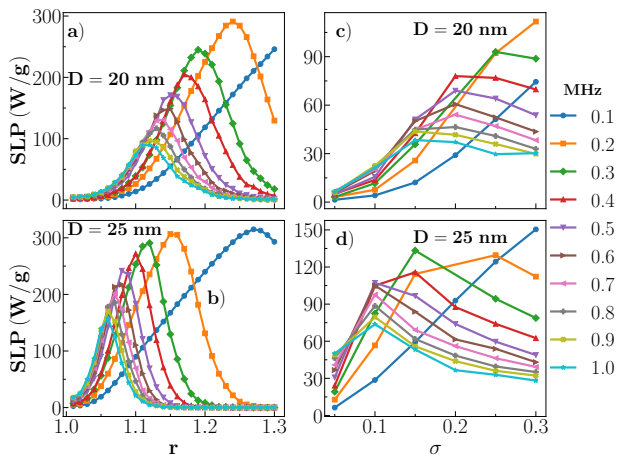 a)
D = 20 nm
SLP (W/g)
300
200
100
0
c)
D = 20 nm
120
90
60
30
0
MHz
0.1
0.2
0.3
0.4
0.5
0.6
0.7
0.8
0.9
1.0
D = 25 nm
b)
SLP (W/g)
300
200
100
0
1.0
1.1
1.2
1.3
r
d)
D = 25 nm
150
120
90
60
30
0
0.1
0.2
0.3
σ